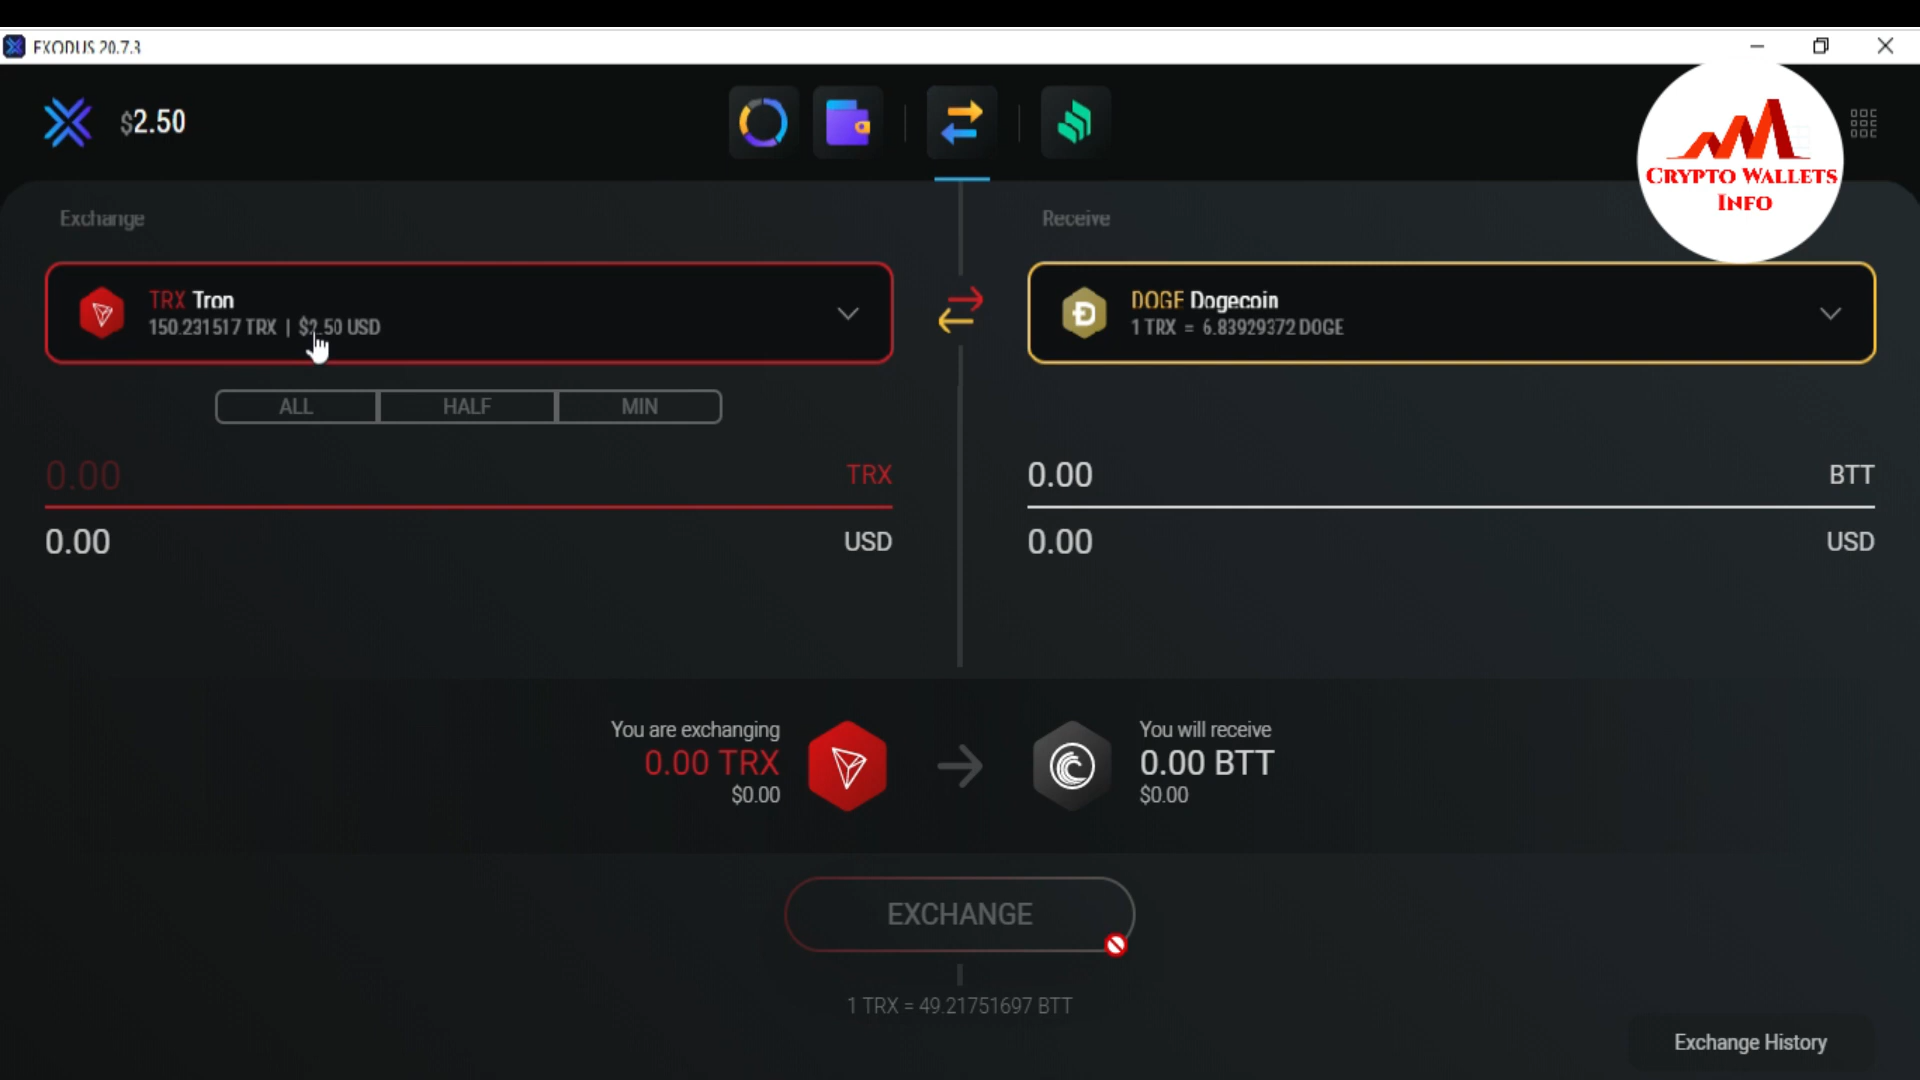 EXODUS 20.7.3
$2.50
CRYPTO WALLETS
INFO
Exchange
TRX Tron
150.231517 TRX | $2.50 USD
ALL HALF MIN
0.00 TRX
0.00 USD
Receive
DOGE Dogecoin
1 TRX = 6.83929372 DOGE
0.00 BTT
0.00 USD
You are exchanging
0.00 TRX
$0.00
You will receive
0.00 BTT
$0.00
EXCHANGE
1 TRX = 49.21751697 BTT
Exchange History